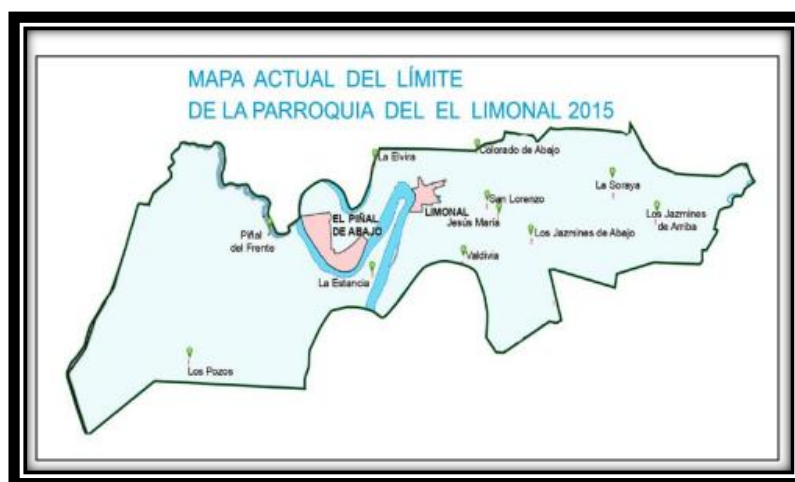 MAPA ACTUAL DEL LÍMITE
DE LA PARROQUIA DEL EL LIMONAL 2015
La Elvira
Colorado de Abajo
La Soraya
San Lorenzo
LIMONAL
Jesús María
Los Jazmines
de Arriba
EL PIÑAL
DE ABAJO
Piñal
del Frente
Los Jazmines de Abajo
Valdivia
La Estancia
Los Pozos